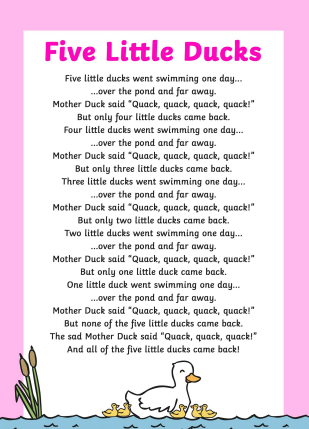 Five Little Ducks
Five little ducks went swimming one day...
...over the pond and far away.
Mother Duck said “Quack, quack, quack, quack!”
But only four little ducks came back.
Four little ducks went swimming one day...
...over the pond and far away.
Mother Duck said “Quack, quack, quack, quack!”
But only three little ducks came back.
Three little ducks went swimming one day...
...over the pond and far away.
Mother Duck said “Quack, quack, quack, quack!”
But only two little ducks came back.
Two little ducks went swimming one day...
...over the pond and far away.
Mother Duck said “Quack, quack, quack, quack!”
But only one little duck came back.
One little duck went swimming one day...
...over the pond and far away.
Mother Duck said “Quack, quack, quack, quack!”
But none of the five little ducks came back.
The sad Mother Duck said “Quack, quack, quack!”
And all of the five little ducks came back!